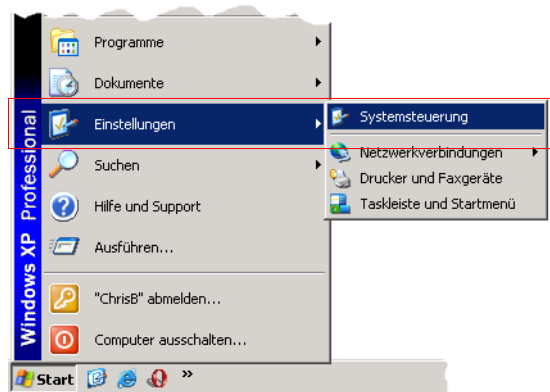 Programme
Dokumente
Einstellungen
Suchen
Hilfe und Support
Ausführen...
"ChrisB" abmelden...
Computer ausschalten...
Systemsteuerung
Netzwerkverbindungen
Drucker und Faxgeräte
Taskleiste und Startmenü
Windows XP Professional
Start